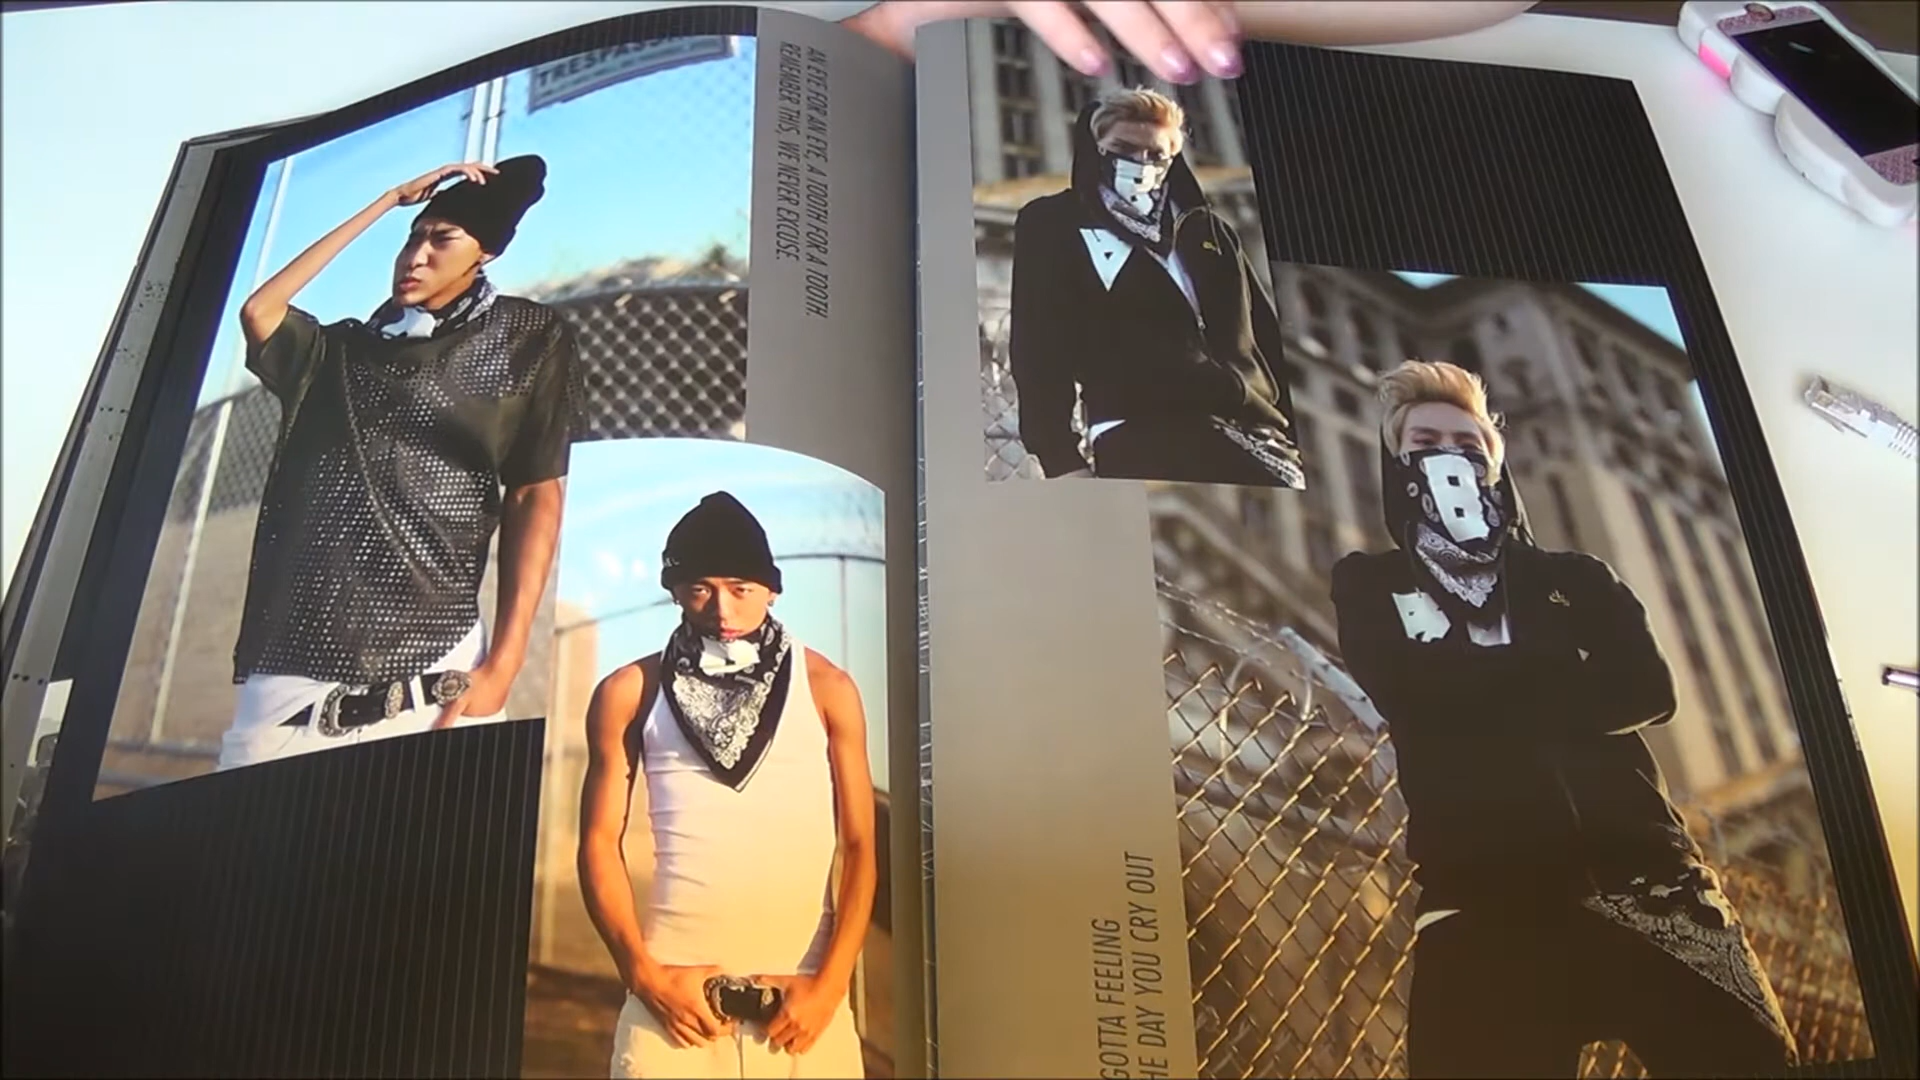 TRESPASS
AN EYE FOR AN EYE, A TOOTH FOR A TOOTH.
REMEMBER THIS, WE NEVER EXCUSE.
B
B
GOTTA FEELING
HE DAY YOU CRY OUT